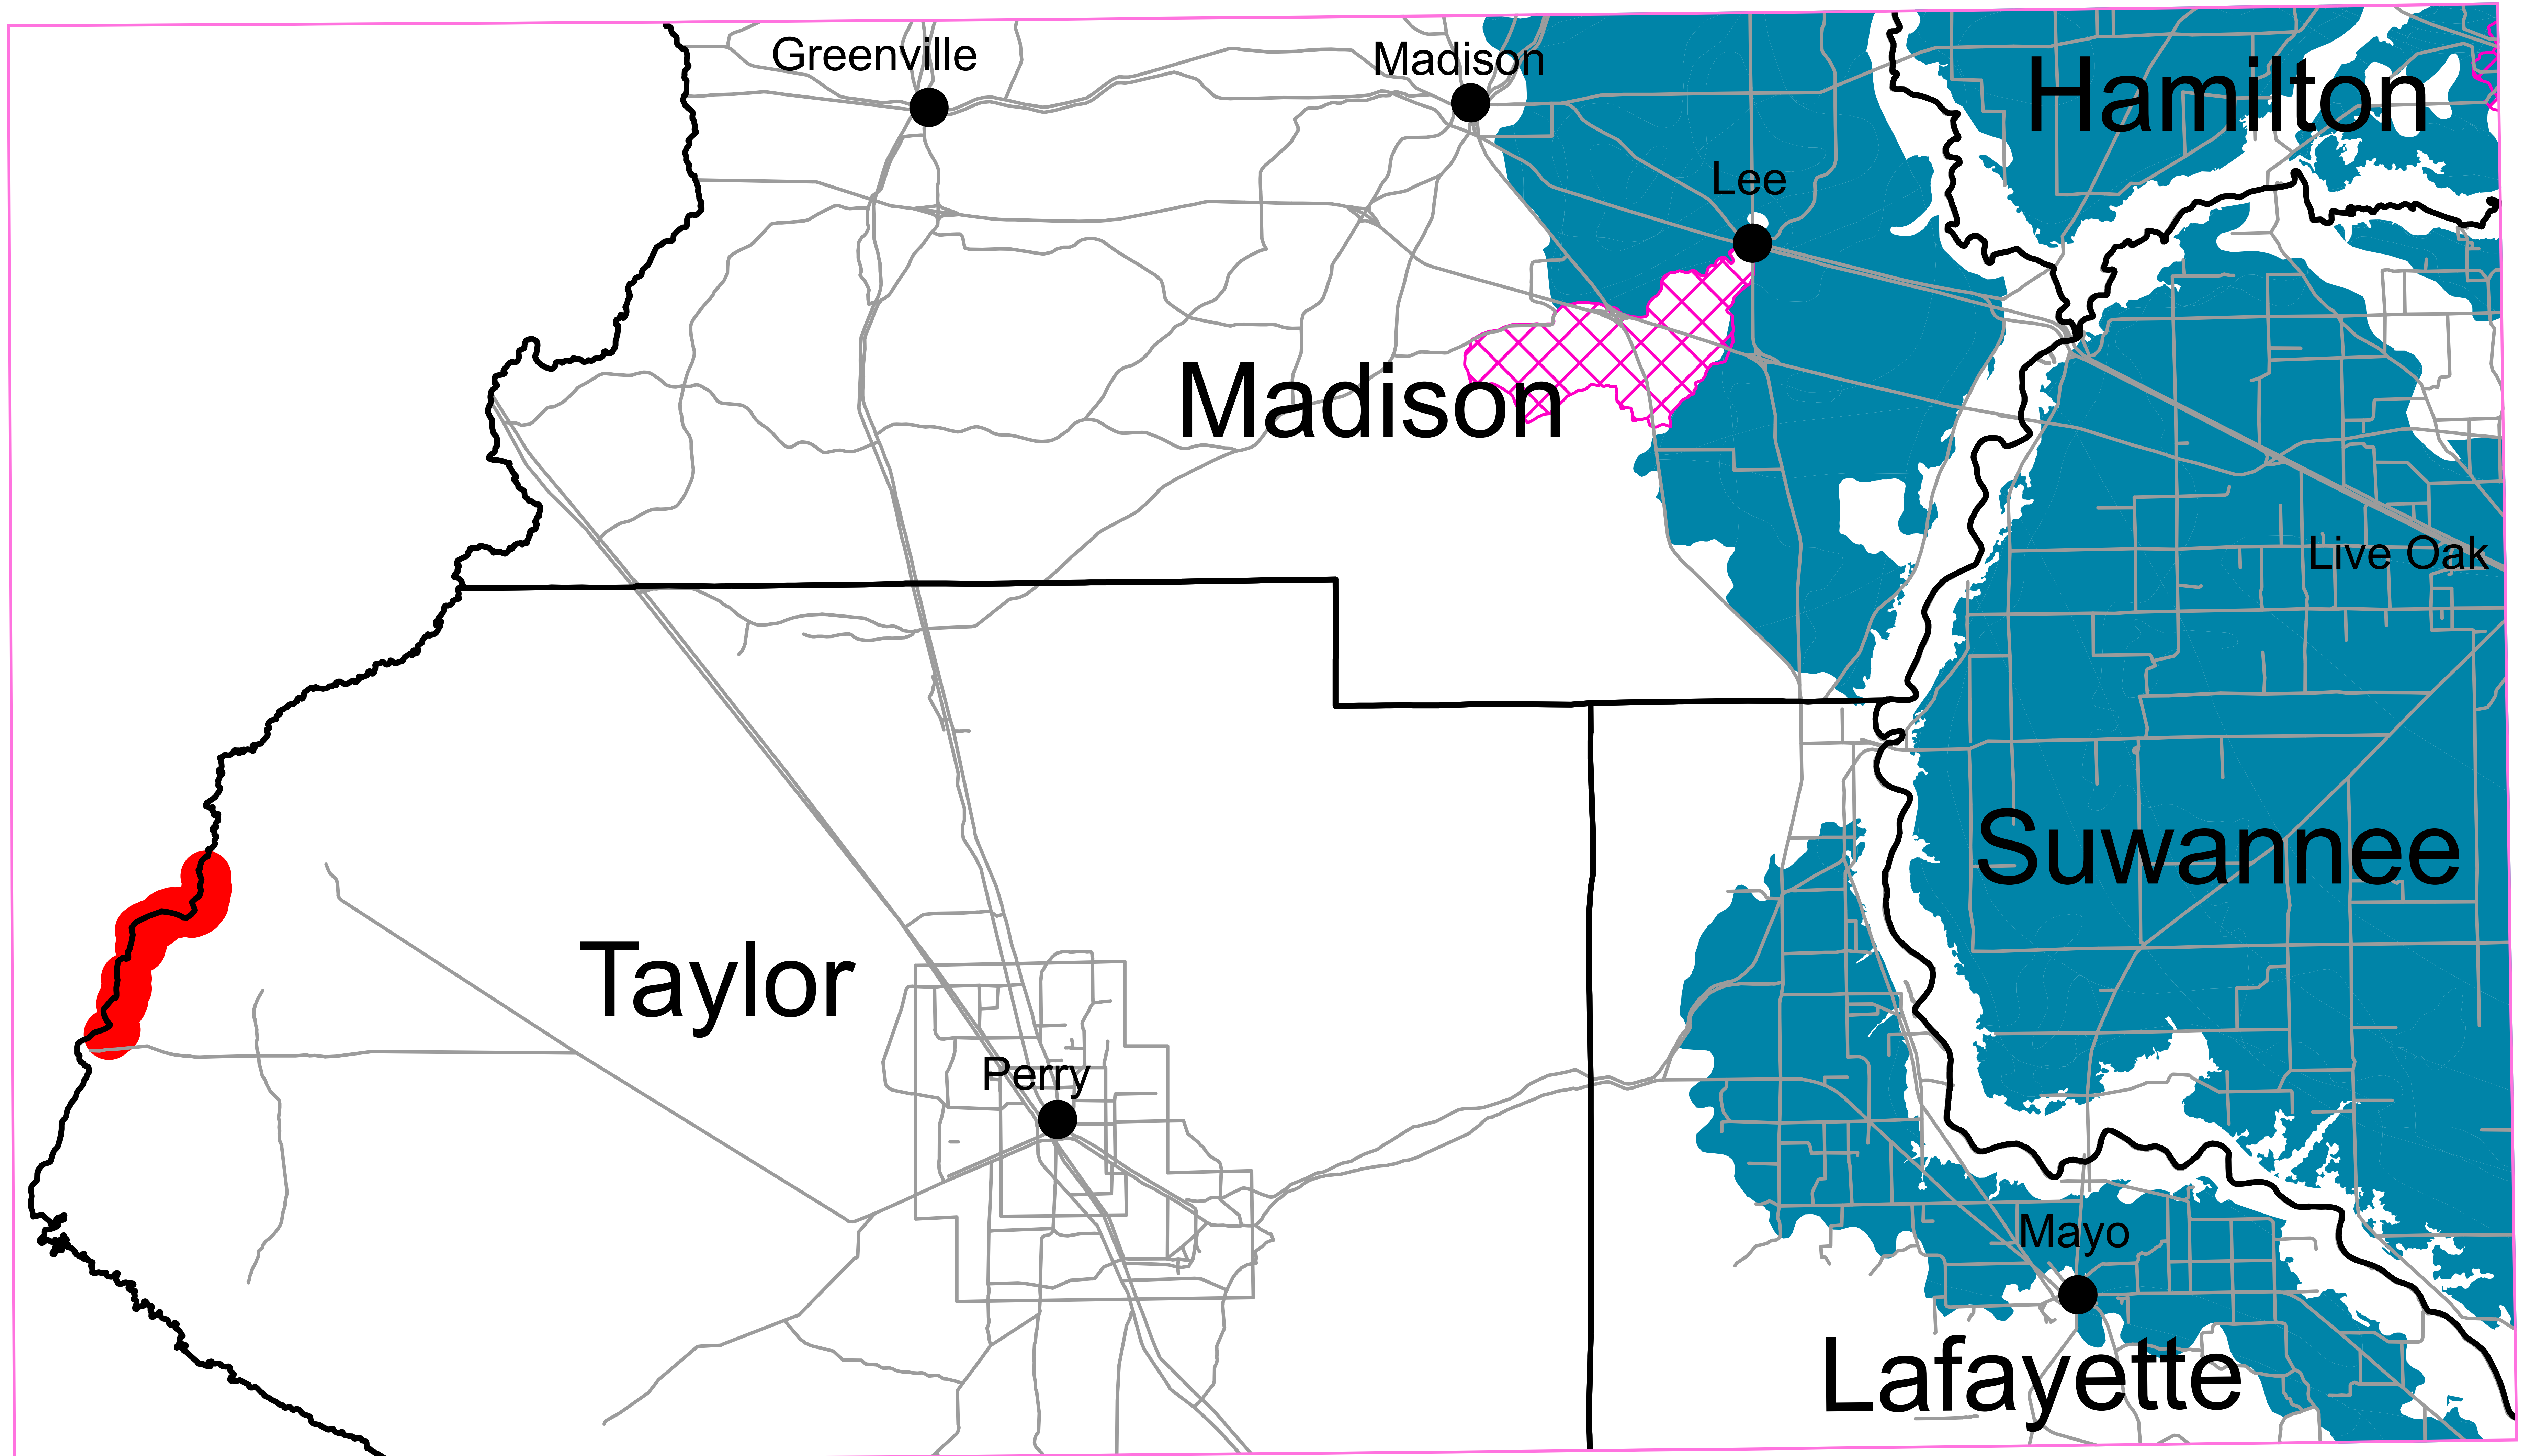 Greenville
Madison
Hamilton
Lee
Madison
Live Oak
Suwannee
Taylor
Perry
Mayo
Lafayette